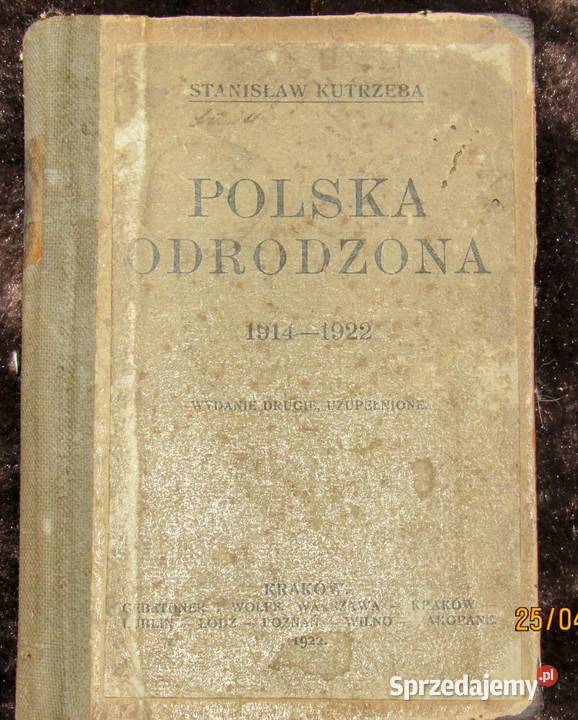 STANISŁAW KUTRZEBA
POLSKA
ODRODZONA
1914—1922
WYDANIE DRUGIE, UZUPEŁNIONE.
KRAKÓW.
GEBETHNER I WOLFF, WARSZAWA — KRAKÓW
LUBLIN — ŁÓDŹ — POZNAŃ — WILNO — ZAKOPANE
1922.
25/04
Sprzedajemy.pl